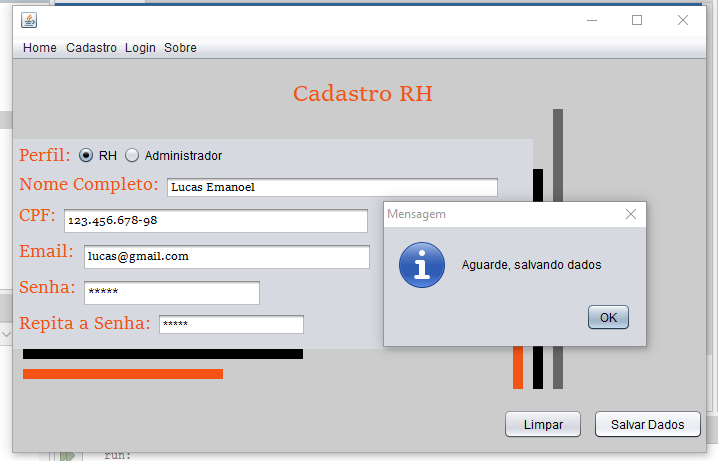 Home Cadastro Login Sobre
Cadastro RH
Perfil: RH Administrador
Nome Completo: Lucas Emanoel
CPF: 123.456.678-98
Email: lucas@gmail.com
Senha: *****
Repita a Senha: *****
Mensagem
Aguarde, salvando dados
OK
Limpar Salvar Dados
run: